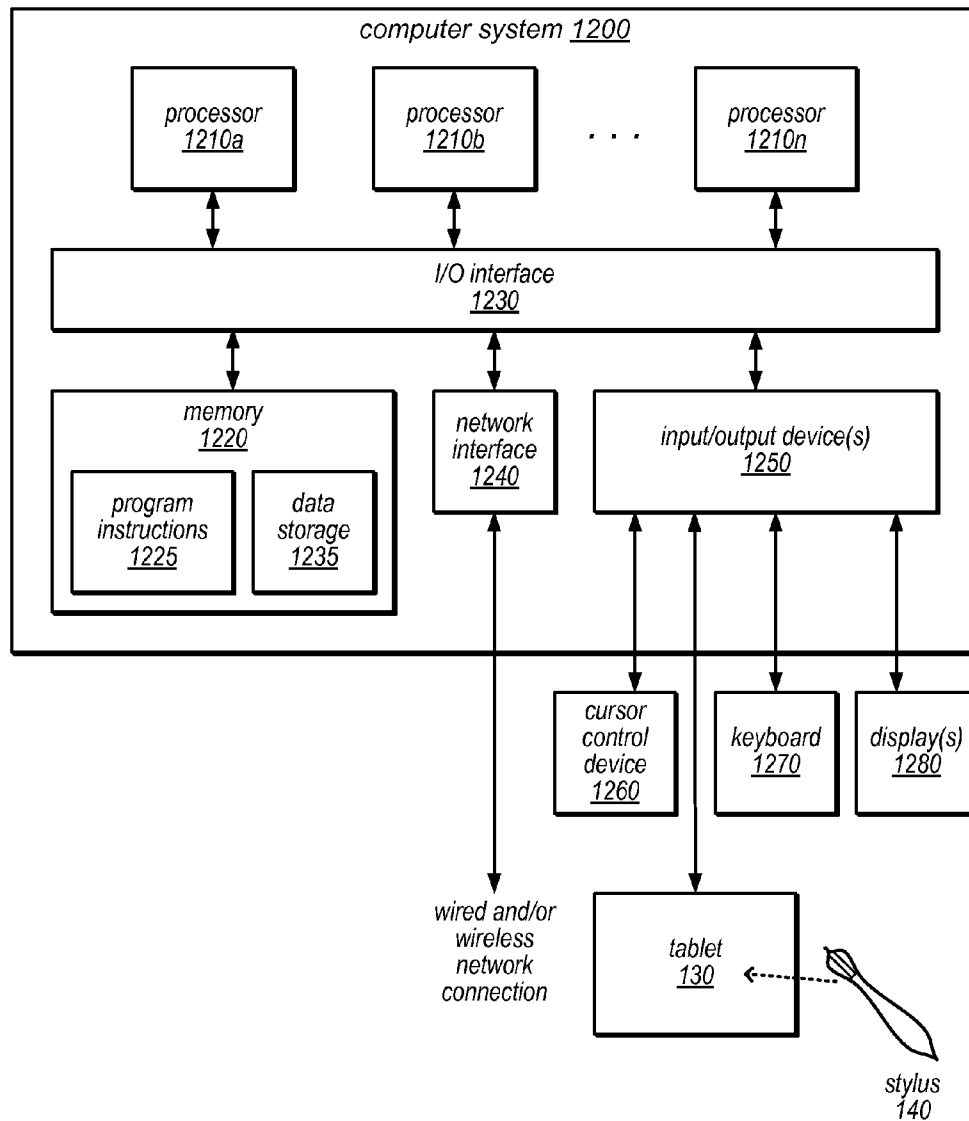 computer system 1200
processor
1210a
processor
1210b
. . .
processor
1210n
I/O interface
1230
memory
1220
program
instructions
1225
data
storage
1235
network
interface
1240
input/output device(s)
1250
cursor
control
device
1260
keyboard
1270
display(s)
1280
wired and/or
wireless
network
connection
tablet
130
stylus
140